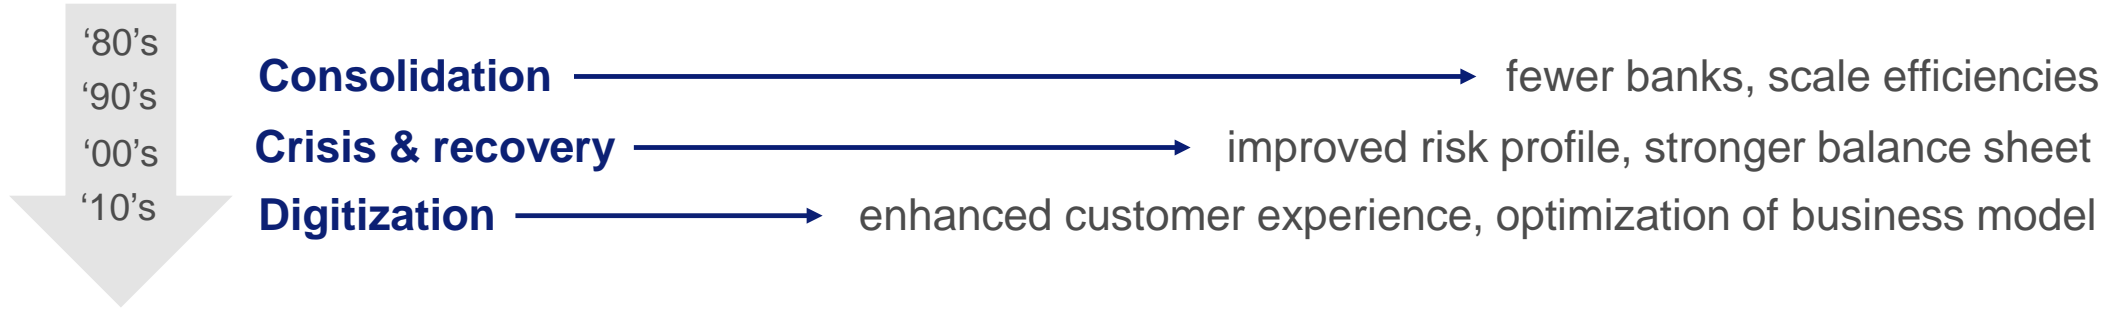 ‘80’s
Consolidation fewer banks, scale efficiencies
‘90’s
‘00’s
Crisis & recovery improved risk profile, stronger balance sheet
‘10’s
Digitization enhanced customer experience, optimization of business model